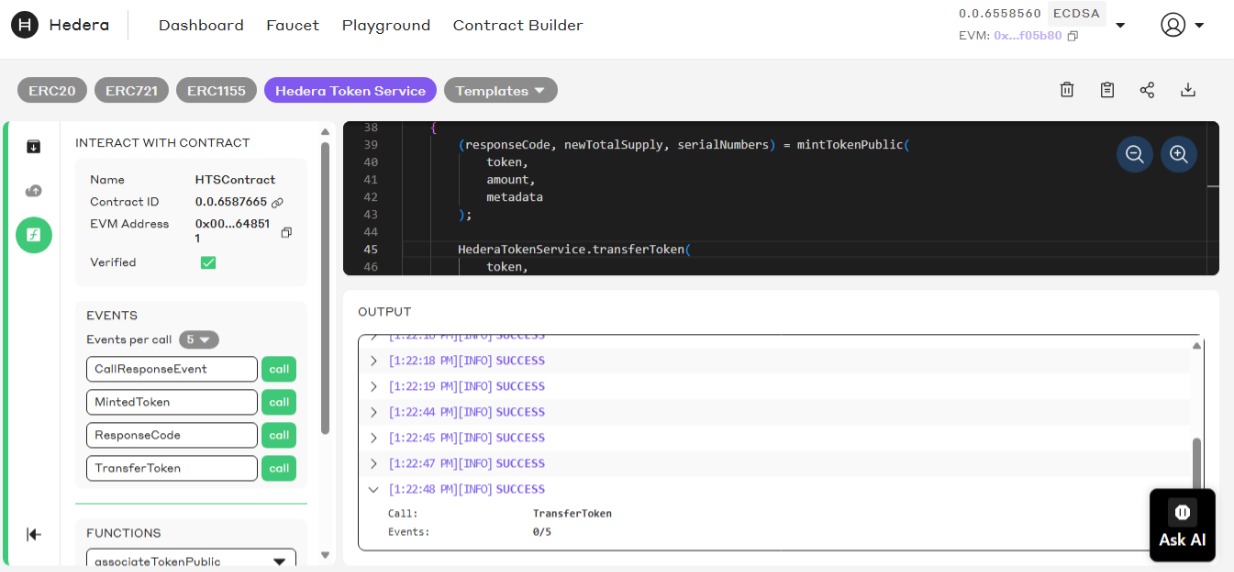 Hedera
Dashboard
Faucet
Playground
Contract Builder
0.0.6558560 ECDSA
EVM: 0x...f05b80
ERC20
ERC721
ERC1155
Hedera Token Service
Templates
INTERACT WITH CONTRACT
Name HTSContract
Contract ID 0.0.6587665
EVM Address 0x00...64851
1
Verified
EVENTS
Events per call 5
CallResponseEvent call
MintedToken call
ResponseCode call
TransferToken call
FUNCTIONS
associateTokenPublic
38 {
39 (responseCode, newTotalSupply, serialNumbers) = mintTokenPublic(
40 token,
41 amount,
42 metadata
43 );
44
45 HederaTokenService.transferToken(
46 token,
OUTPUT
[1:22:18 PM][INFO] SUCCESS
[1:22:19 PM][INFO] SUCCESS
[1:22:44 PM][INFO] SUCCESS
[1:22:45 PM][INFO] SUCCESS
[1:22:47 PM][INFO] SUCCESS
[1:22:48 PM][INFO] SUCCESS
Call: TransferToken
Events: 0/5
Ask AI